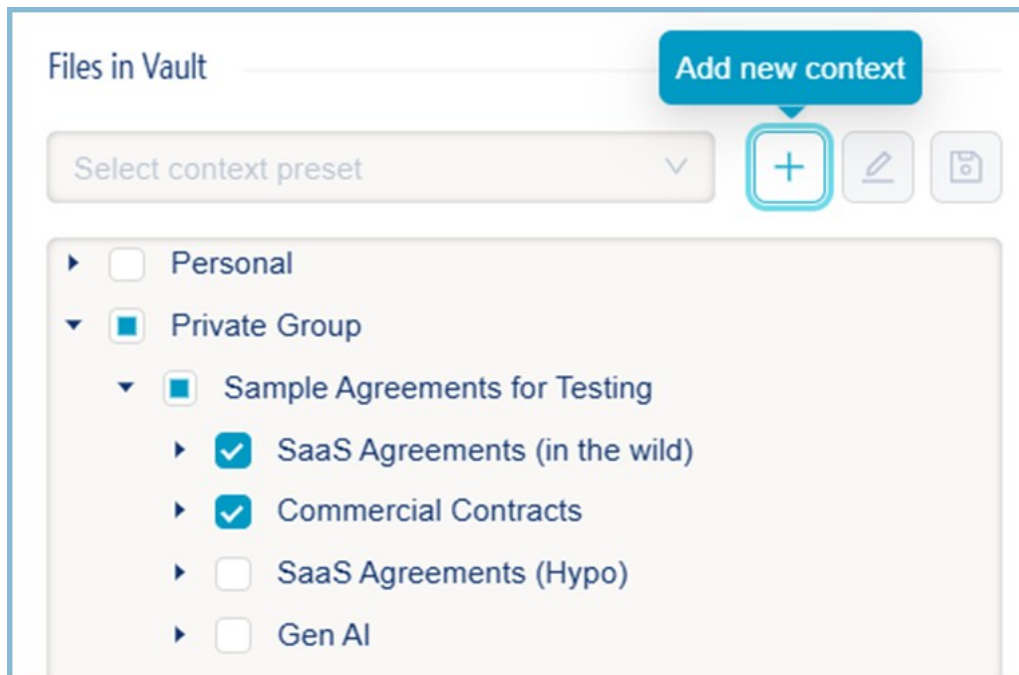 Files in Vault
Add new context
Select context preset
Personal
Private Group
Sample Agreements for Testing
SaaS Agreements (in the wild)
Commercial Contracts
SaaS Agreements (Hypo)
Gen AI